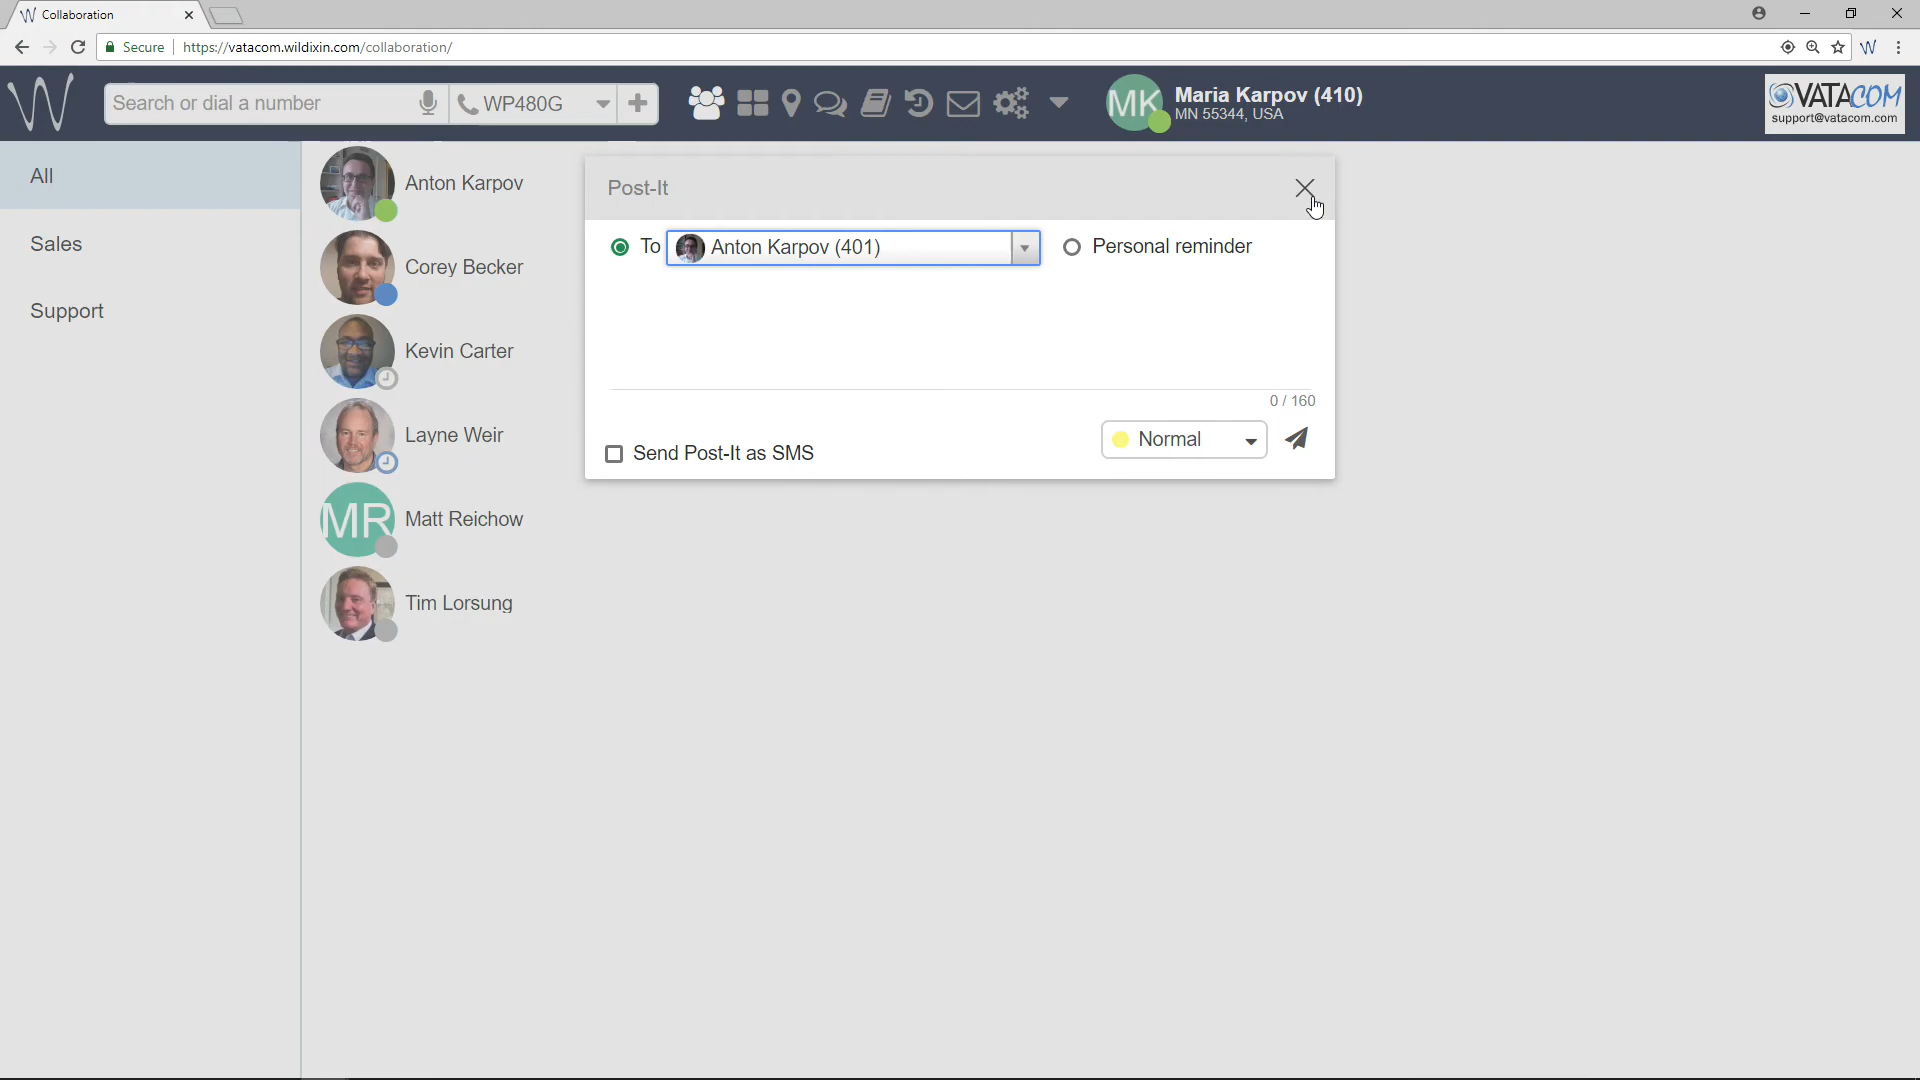 Collaboration
Secure
https://vatacom.wildixin.com/collaboration/
Search or dial a number
WP480G
MK
Maria Karpov (410)
MN 55344, USA
VATACOM
support@vatacom.com
All
Sales
Support
Anton Karpov
Corey Becker
Kevin Carter
Layne Weir
MR
Matt Reichow
Tim Lorsung
Post-It
To
Anton Karpov (401)
Personal reminder
0 / 160
Send Post-It as SMS
Normal